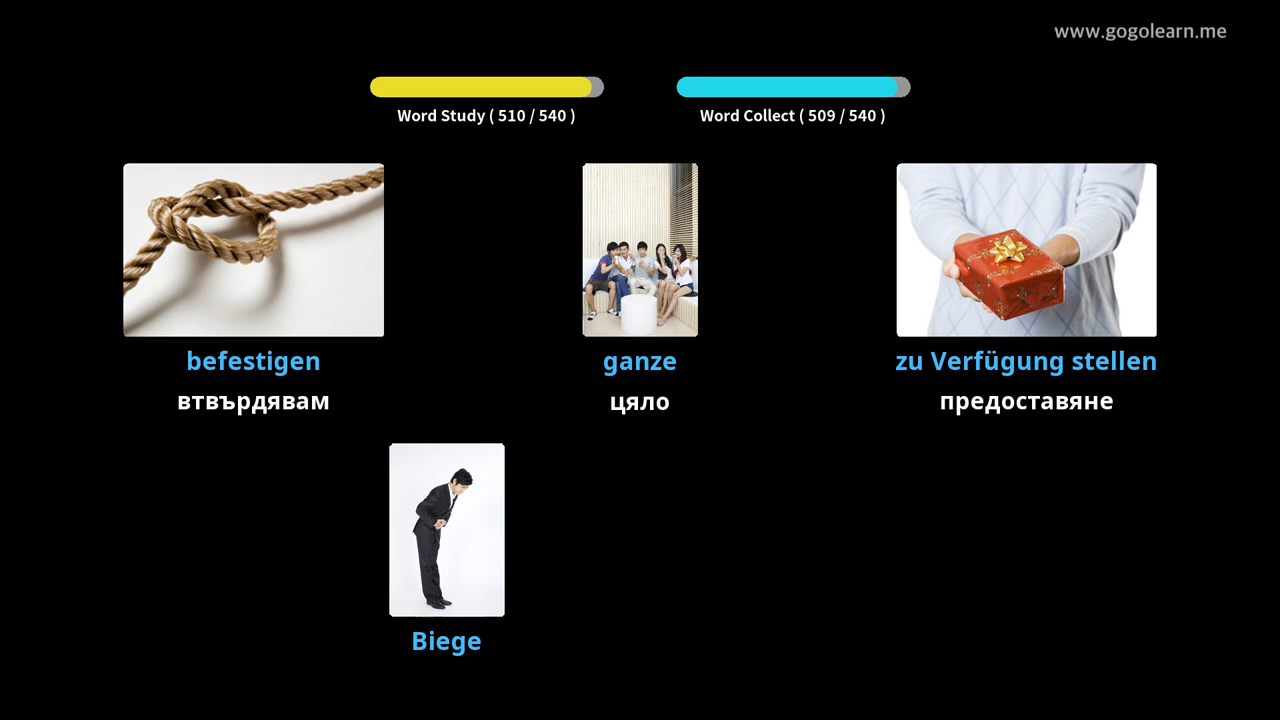 www.gogolearn.me
Word Study ( 510 / 540 )
Word Collect ( 509 / 540 )
befestigen
ganze
zu Verfügung stellen
втвърдявам
цяло
предоставяне
Biege